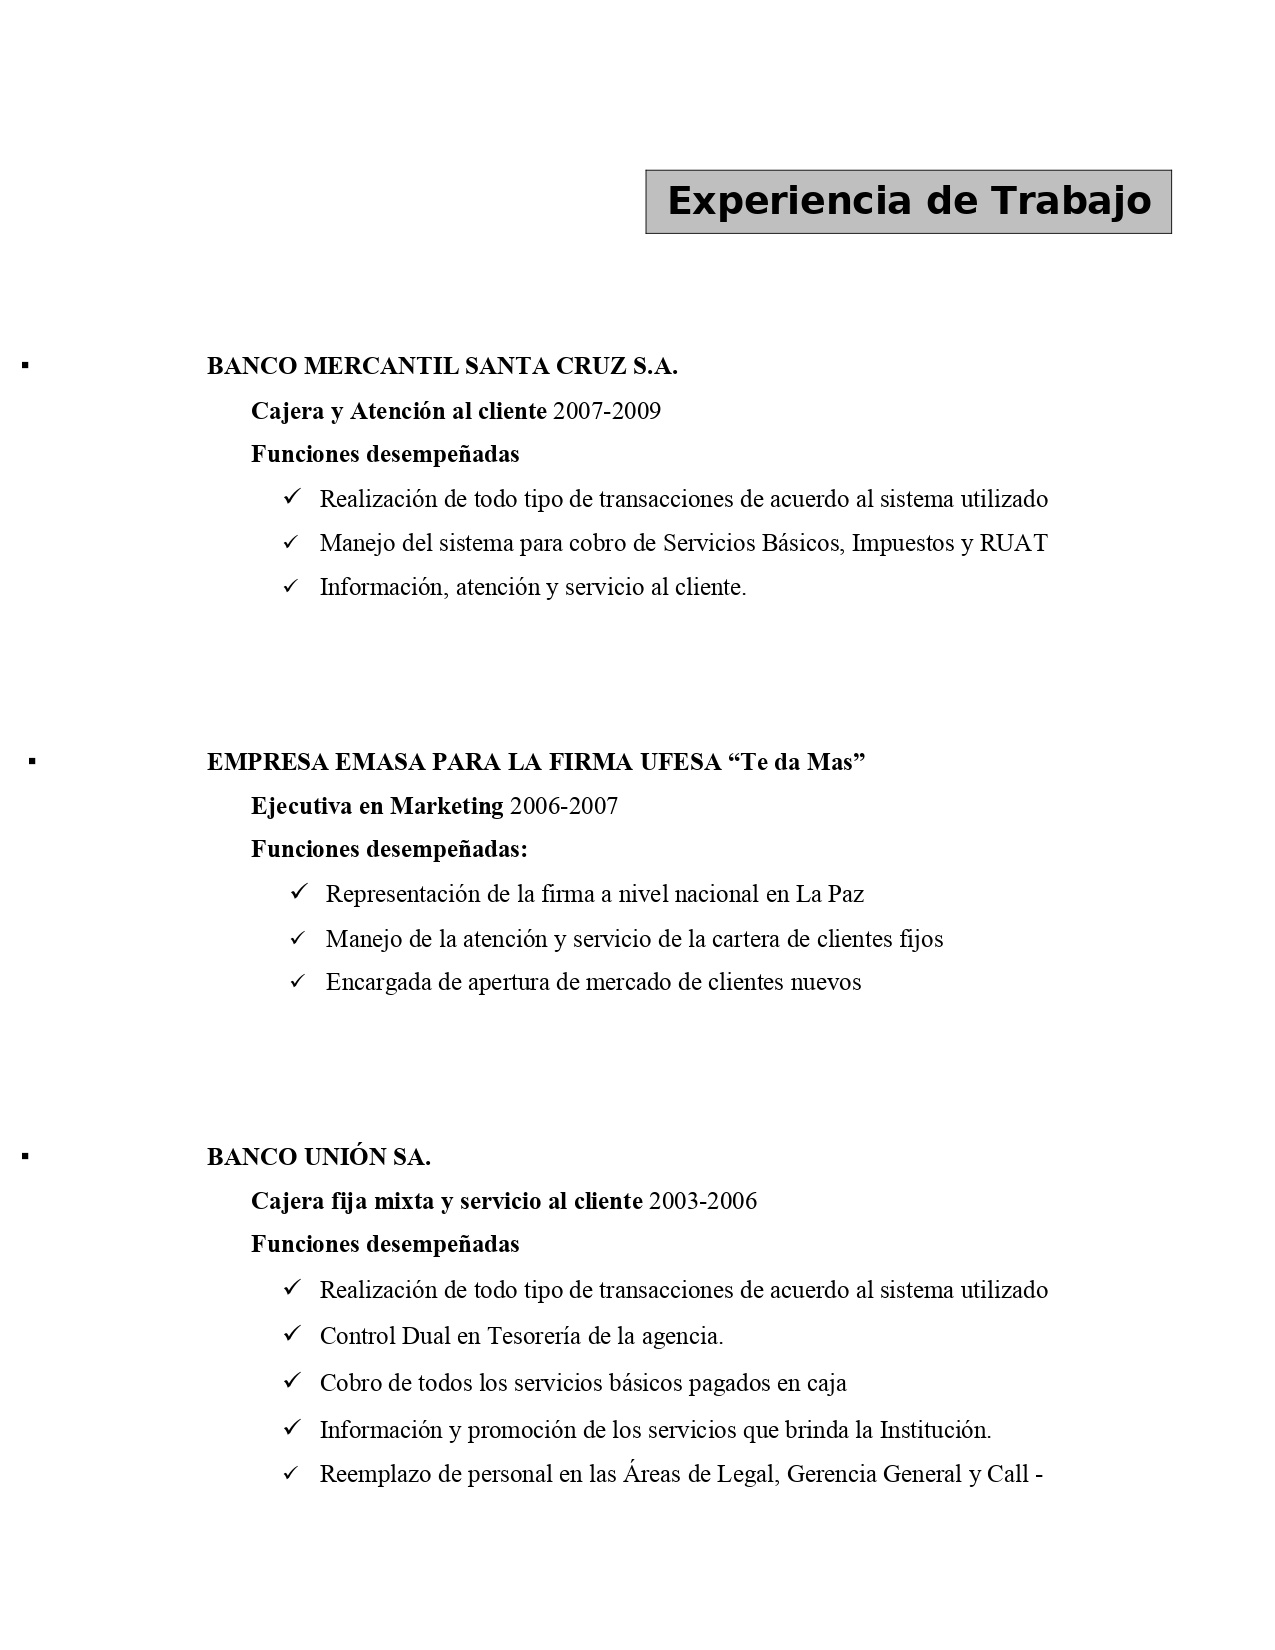 Experiencia de Trabajo
▪ BANCO MERCANTIL SANTA CRUZ S.A.
Cajera y Atención al cliente 2007-2009
Funciones desempeñadas
✓ Realización de todo tipo de transacciones de acuerdo al sistema utilizado
✓ Manejo del sistema para cobro de Servicios Básicos, Impuestos y RUAT
✓ Información, atención y servicio al cliente.
▪ EMPRESA EMASA PARA LA FIRMA UFESA “Te da Mas”
Ejecutiva en Marketing 2006-2007
Funciones desempeñadas:
✓ Representación de la firma a nivel nacional en La Paz
✓ Manejo de la atención y servicio de la cartera de clientes fijos
✓ Encargada de apertura de mercado de clientes nuevos
▪ BANCO UNIÓN SA.
Cajera fija mixta y servicio al cliente 2003-2006
Funciones desempeñadas
✓ Realización de todo tipo de transacciones de acuerdo al sistema utilizado
✓ Control Dual en Tesorería de la agencia.
✓ Cobro de todos los servicios básicos pagados en caja
✓ Información y promoción de los servicios que brinda la Institución.
✓ Reemplazo de personal en las Áreas de Legal, Gerencia General y Call -